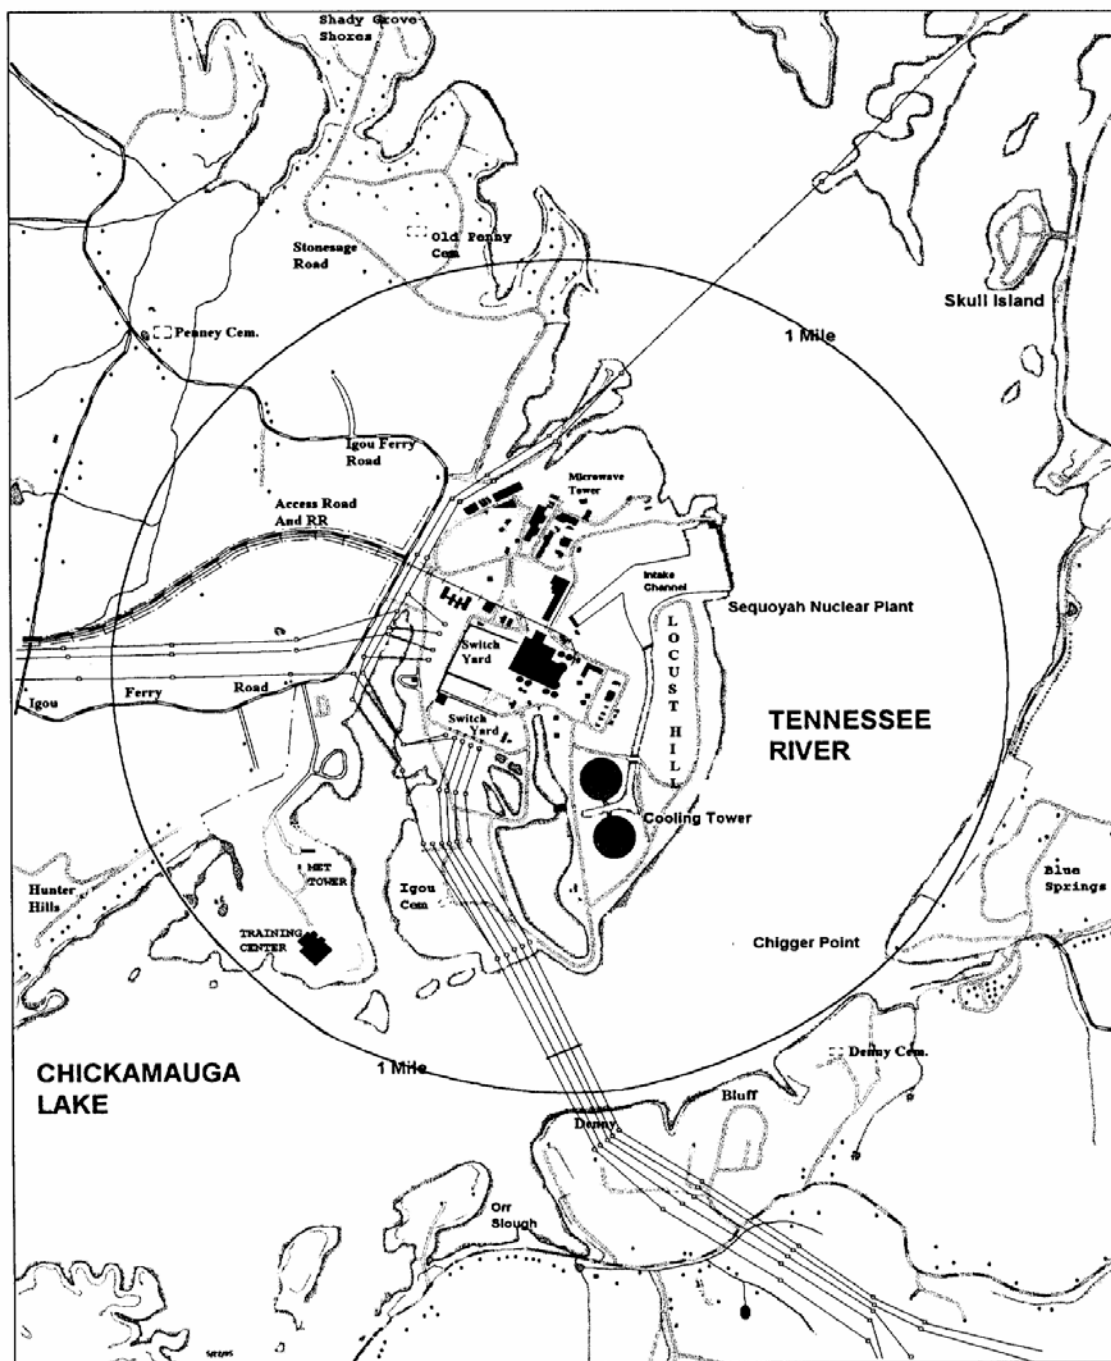 Shady Grove
Shores
Old Penny
Cem
Stonesage
Road
Skull Island
Penney Cem.
1 Mile
Igou Ferry
Road
Microwave
Tower
Access Road
And RR
Intake
Channel
Sequoyah Nuclear Plant
LOCUST HILL
Switch
Yard
Igou Ferry Road
Switch
Yard
TENNESSEE
RIVER
Cooling Tower
MET
TOWER
Hunter
Hills
Igou
Cem
Blue
Springs
TRAINING
CENTER
Chigger Point
Denny Cem.
CHICKAMAUGA
LAKE
1 Mile
Bluff
Denny
Orr
Slough